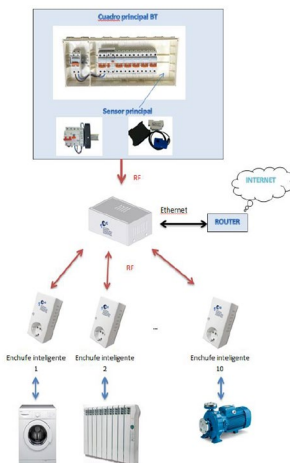 Cuadro principal BT
Sensor principal
RF
INTERNET
Ethernet
ROUTER
RF
...
Enchufe inteligente
1
Enchufe inteligente
2
Enchufe inteligente
10